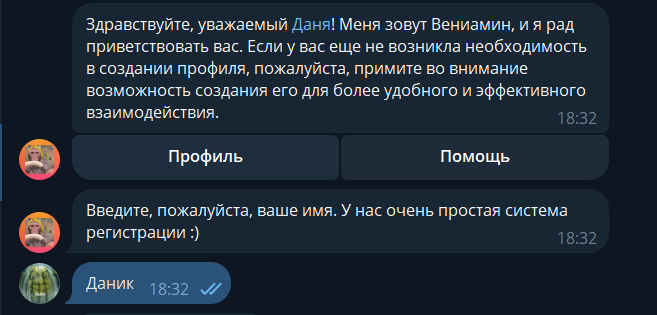 Здравствуйте, уважаемый Даня! Меня зовут Вениамин, и я рад
приветствовать вас. Если у вас еще не возникла необходимость
в создании профиля, пожалуйста, примите во внимание
возможность создания его для более удобного и эффективного
взаимодействия.
18:32
Профиль Помощь
Введите, пожалуйста, ваше имя. У нас очень простая система
регистрации :)
18:32
Даник 18:32